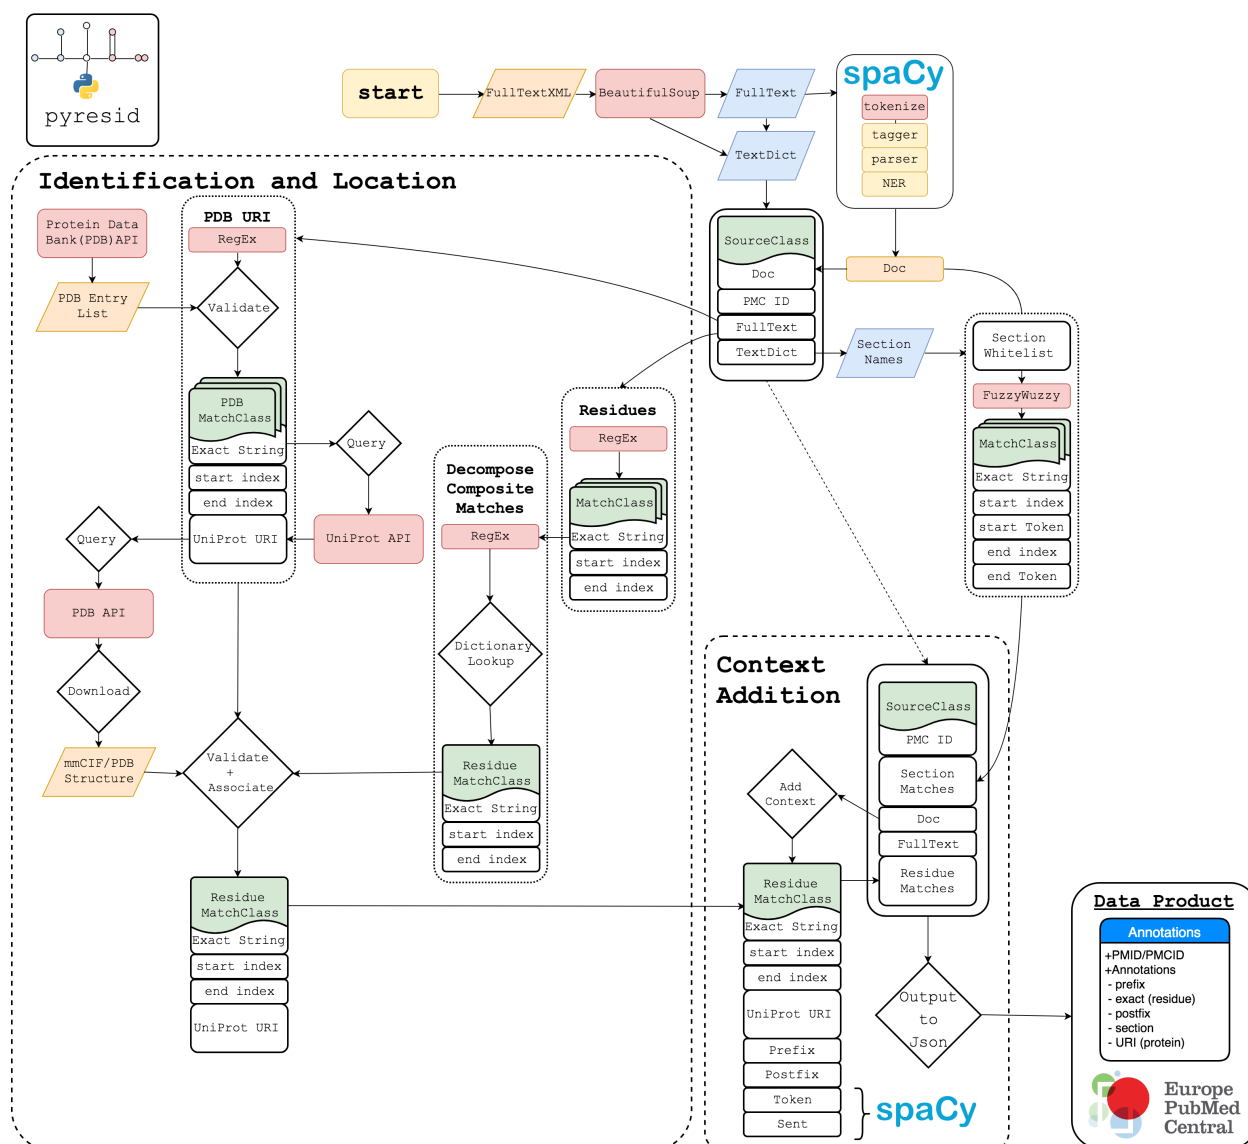 pyresid
start
FullTextXML
BeautifulSoup
FullText
TextDict
spaCy
tokenize
tagger
parser
NER
Identification and Location
Protein Data
Bank(PDB)API
PDB Entry
List
PDB URI
RegEx
Validate
PDB
MatchClass
Exact String
start index
end index
UniProt URI
Query
UniProt API
Query
PDB API
Download
mmCIF/PDB
Structure
Validate
+
Associate
Residue
MatchClass
Exact String
start index
end index
UniProt URI
Decompose
Composite
Matches
RegEx
Dictionary
Lookup
Residue
MatchClass
Exact String
start index
end index
Residues
RegEx
MatchClass
Exact String
start index
end index
SourceClass
Doc
PMC ID
FullText
TextDict
Doc
Section
Names
Section
Whitelist
FuzzyWuzzy
MatchClass
Exact String
start index
start Token
end index
end Token
Context
Addition
SourceClass
PMC ID
Section
Matches
Doc
FullText
Residue
Matches
Add
Context
Residue
MatchClass
Exact String
start index
end index
UniProt URI
Prefix
Postfix
Token
Sent
spaCy
Output
to
Json
Data Product
Annotations
+PMID/PMCID
+Annotations
- prefix
- exact (residue)
- postfix
- section
- URI (protein)
Europe
PubMed
Central